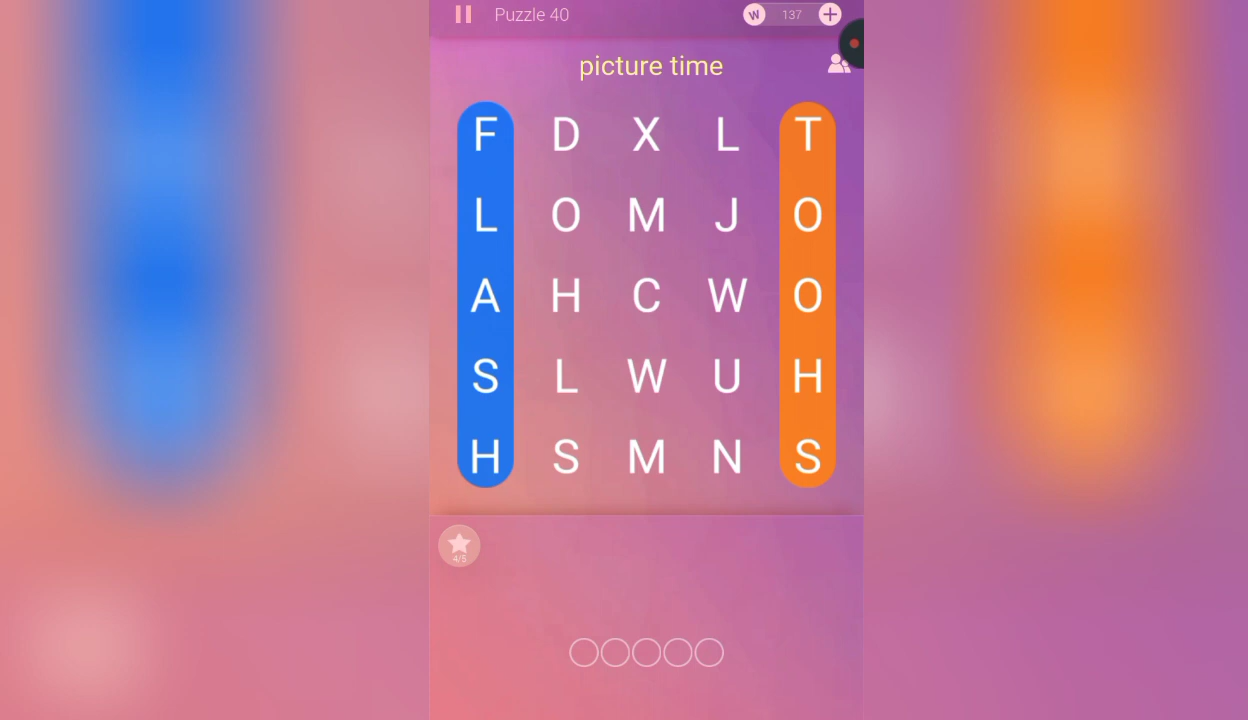 Puzzle 40
W 137 +
picture time
F D X L T
L O M J O
A H C W O
S L W U H
H S M N S
4/5